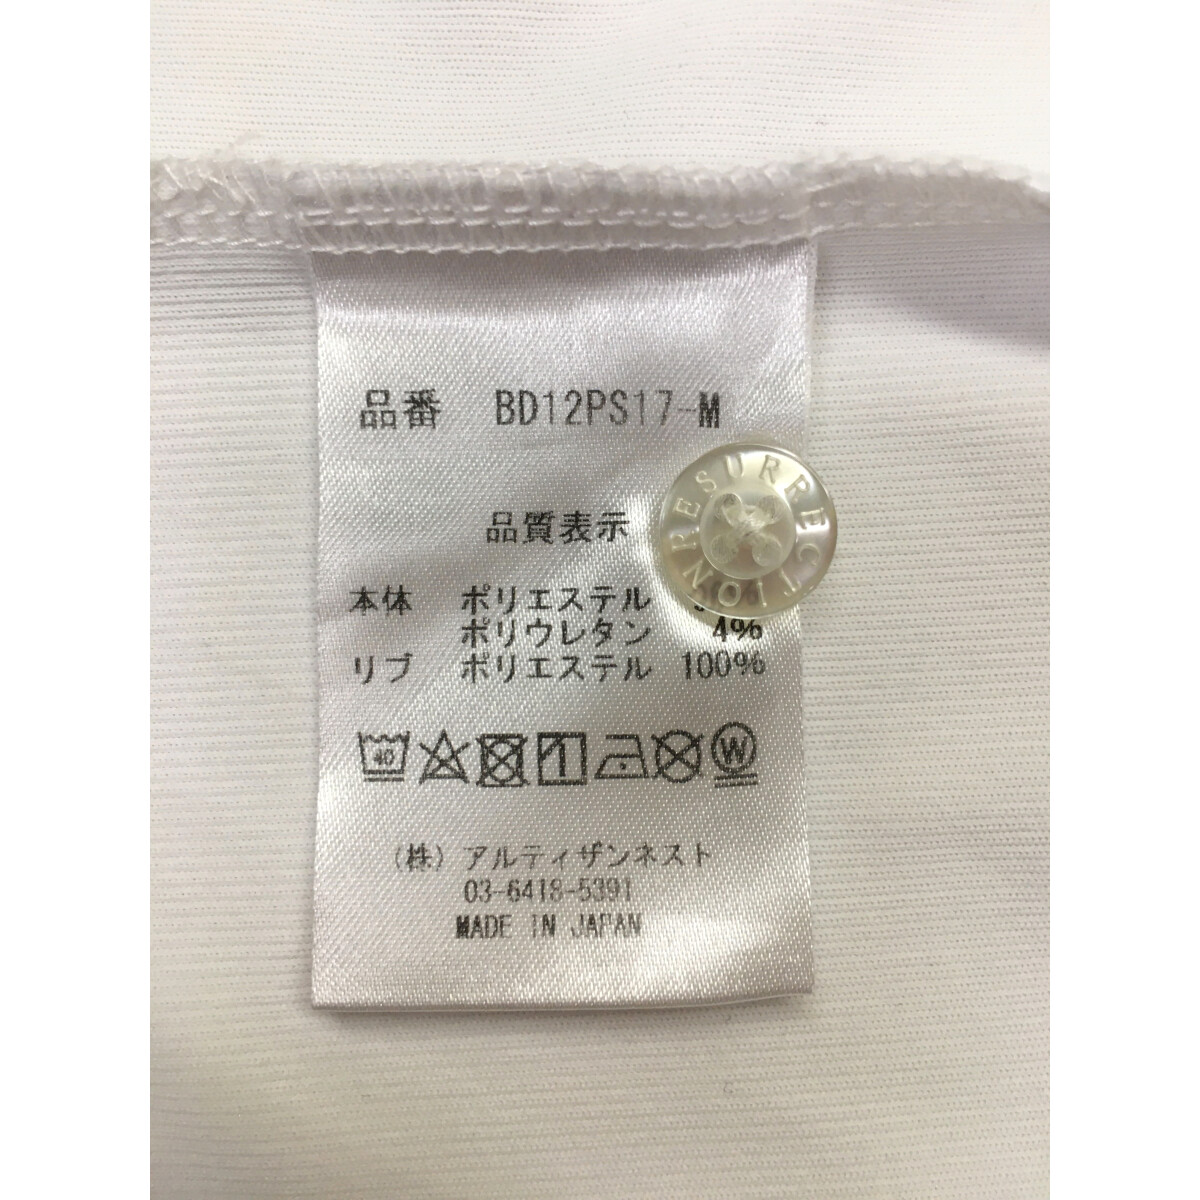 品番 BD12PS17-M
RESURRECTION
品質表示
本体 ポリエステル
ポリウレタン 4%
リブ ポリエステル 100%
40 W
(株) アルティザンネスト
03-6418-5391
MADE IN JAPAN